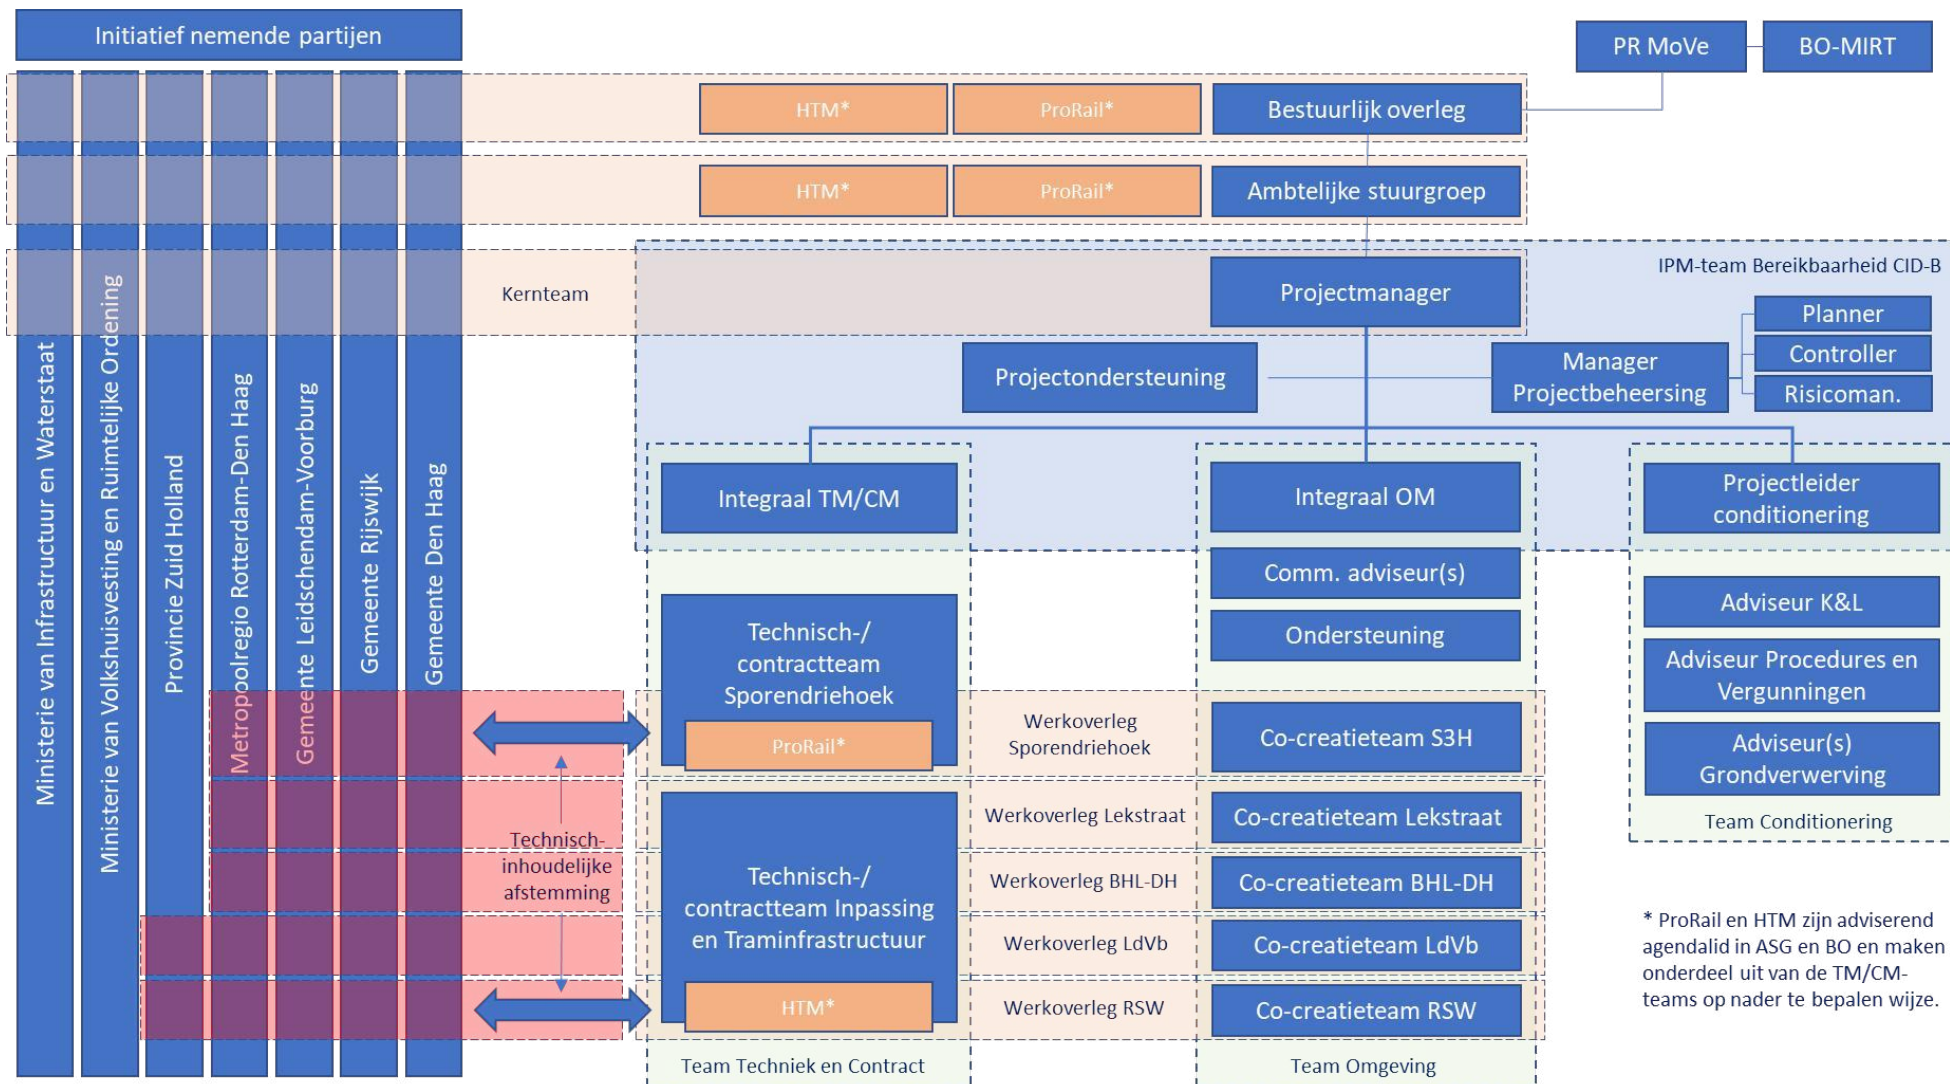 Initiatief nemende partijen
PR MoVe
BO-MIRT
HTM*
ProRail*
Bestuurlijk overleg
HTM*
ProRail*
Ambtelijke stuurgroep
IPM-team Bereikbaarheid CID-B
Kernteam
Projectmanager
Planner
Controller
Risicoman.
Projectondersteuning
Manager
Projectbeheersing
Ministerie van Infrastructuur en Waterstaat
Ministerie van Volkshuisvesting en Ruimtelijke Ordening
Provincie Zuid Holland
Metropoolregio Rotterdam-Den Haag
Gemeente Leidschendam-Voorburg
Gemeente Rijswijk
Gemeente Den Haag
Integraal TM/CM
Integraal OM
Projectleider
conditionering
Comm. adviseur(s)
Ondersteuning
Adviseur K&L
Adviseur Procedures en
Vergunningen
Adviseur(s)
Grondverwerving
Team Conditionering
Technisch-/
contractteam
Sporendriehoek
ProRail*
Werkoverleg
Sporendriehoek
Co-creatieteam S3H
Technisch-
inhoudelijke
afstemming
Technisch-/
contractteam Inpassing
en Traminfrastructuur
HTM*
Werkoverleg Lekstraat
Co-creatieteam Lekstraat
Werkoverleg BHL-DH
Co-creatieteam BHL-DH
Werkoverleg LdVb
Co-creatieteam LdVb
Werkoverleg RSW
Co-creatieteam RSW
Team Techniek en Contract
Team Omgeving
* ProRail en HTM zijn adviserend
agendalid in ASG en BO en maken
onderdeel uit van de TM/CM-
teams op nader te bepalen wijze.